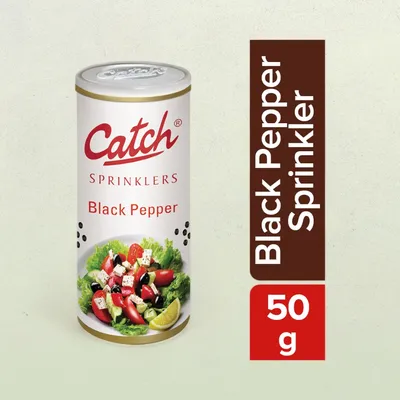 Catch®
SPRINKLERS
Black Pepper
Black Pepper
Sprinkler
50
g